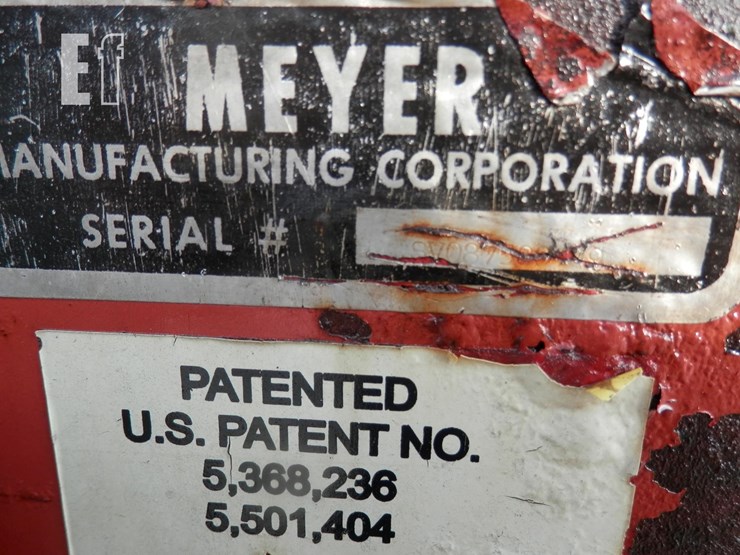 Ef
MEYER
MANUFACTURING CORPORATION
SERIAL #
PATENTED
U.S. PATENT NO.
5,368,236
5,501,404